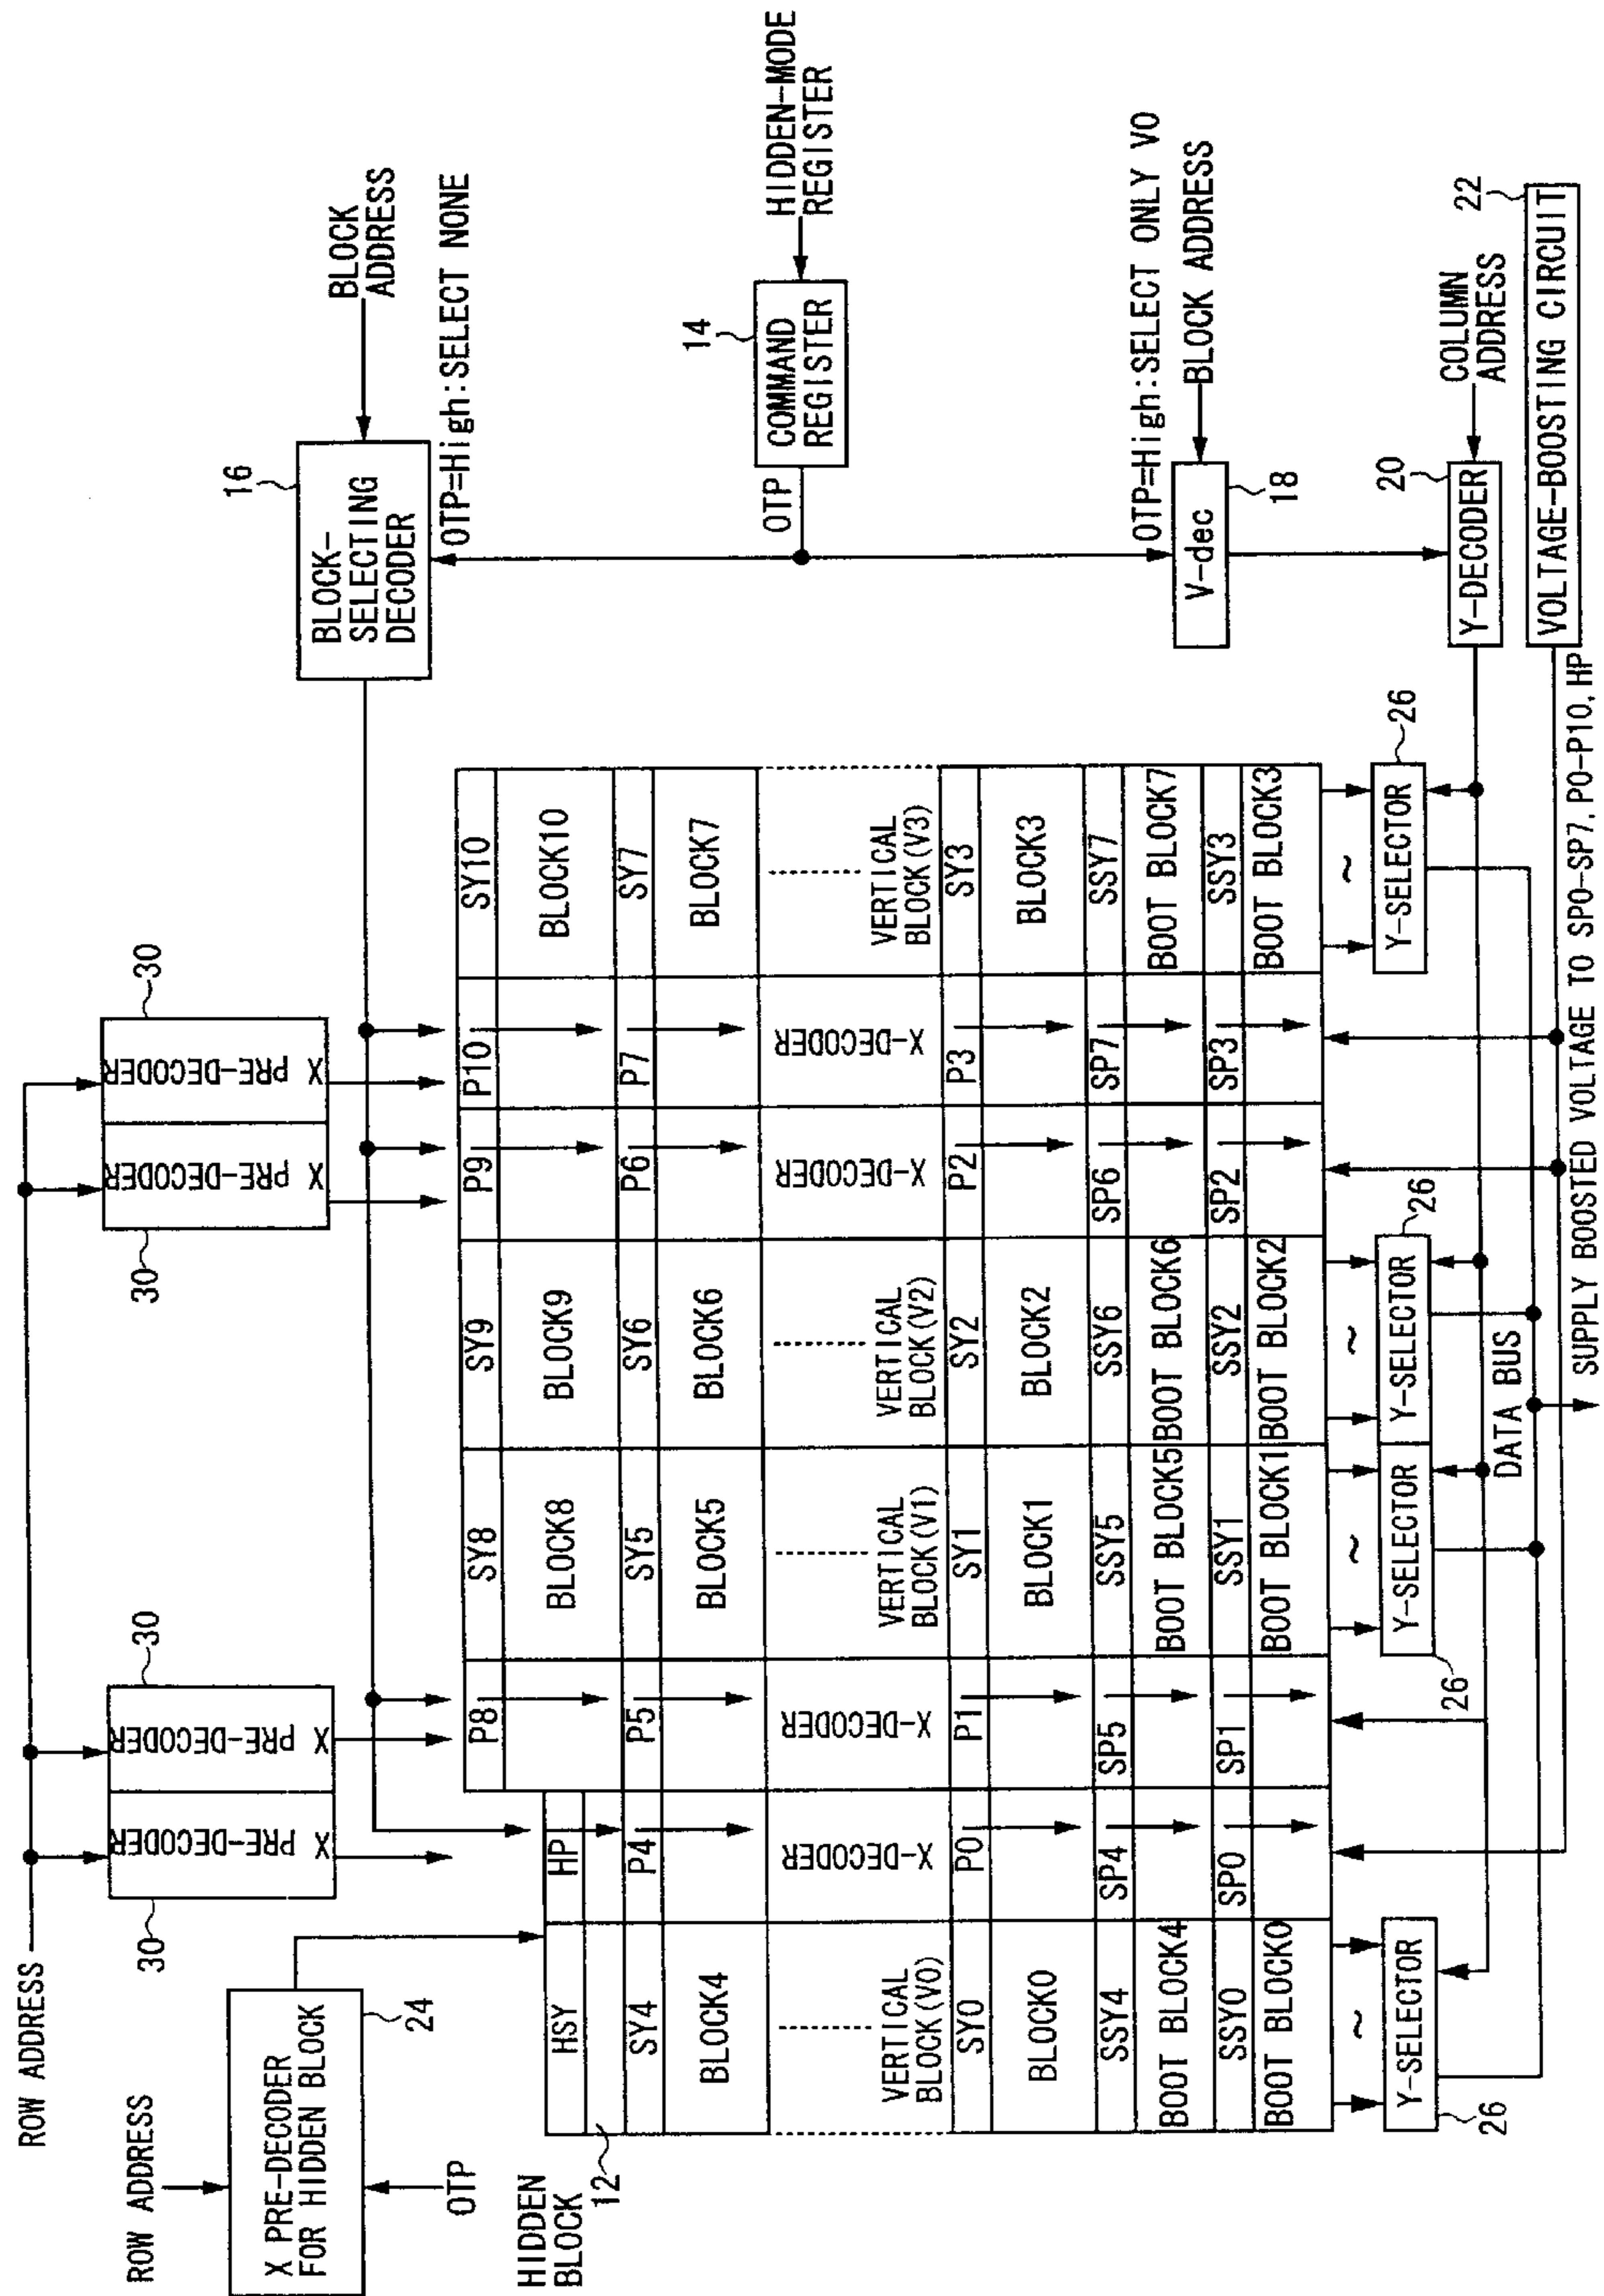 ROW ADDRESS
ROW ADDRESS
X PRE-DECODER
FOR HIDDEN BLOCK
24
OTP
30
X PRE-DECODER
X PRE-DECODER
30
30
X PRE-DECODER
X PRE-DECODER
30
BLOCK
ADDRESS
16
BLOCK-
SELECTING
DECODER
OTP=High:SELECT NONE
HIDDEN-MODE
REGISTER
14
COMMAND
REGISTER
OTP
OTP=High:SELECT ONLY V0
BLOCK ADDRESS
V-dec
18
COLUMN
ADDRESS
20
Y-DECODER
22
VOLTAGE-BOOSTING CIRCUIT
HIDDEN
BLOCK
12
P8 SY8 SY9 P9 P10 SY10
HSY HP BLOCK8 BLOCK9 BLOCK10
SY4 P4 P5 SY5 SY6 P6 P7 SY7
BLOCK4 BLOCK5 BLOCK6 BLOCK7
VERTICAL
BLOCK(V0)
X-DECODER
X-DECODER
VERTICAL
BLOCK(V1)
VERTICAL
BLOCK(V2)
X-DECODER
X-DECODER
VERTICAL
BLOCK(V3)
SY0 P0 P1 SY1 SY2 P2 P3 SY3
BLOCK0 BLOCK1 BLOCK2 BLOCK3
SSY4 SP4 SP5 SSY5 SSY6 SP6 SP7 SSY7
BOOT BLOCK4 BOOT BLOCK5 BOOT BLOCK6 BOOT BLOCK7
SSY0 SP0 SP1 SSY1 SSY2 SP2 SP3 SSY3
BOOT BLOCK0 BOOT BLOCK1 BOOT BLOCK2 BOOT BLOCK3
~ ~ ~ ~
Y-SELECTOR Y-SELECTOR Y-SELECTOR Y-SELECTOR
26 26 26 26
DATA BUS
SUPPLY BOOSTED VOLTAGE TO SP0-SP7, P0-P10, HP